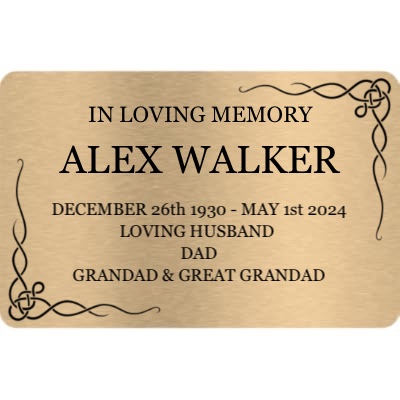 IN LOVING MEMORY
ALEX WALKER
DECEMBER 26th 1930 - MAY 1st 2024
LOVING HUSBAND
DAD
GRANDAD & GREAT GRANDAD